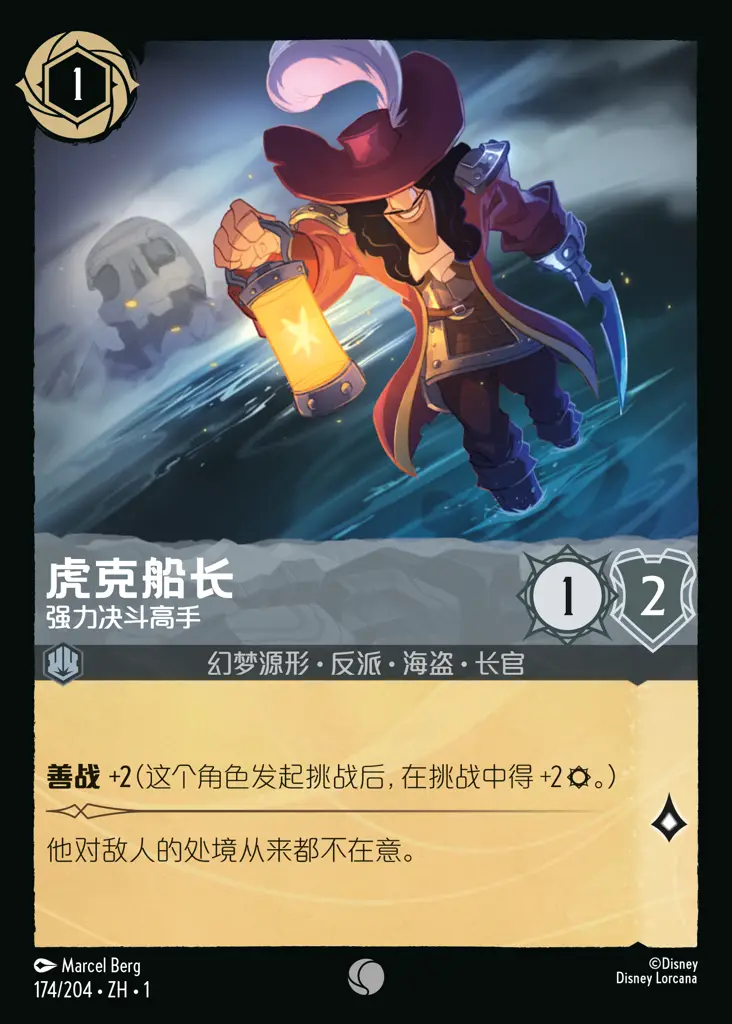 1
虎克船长
强力决斗高手
1
2
幻梦源形·反派·海盗·长官
善战 +2(这个角色发起挑战后,在挑战中得 +2。)
他对敌人的处境从来都不在意。
Marcel Berg
174/204 • ZH • 1
©Disney
Disney Lorcana